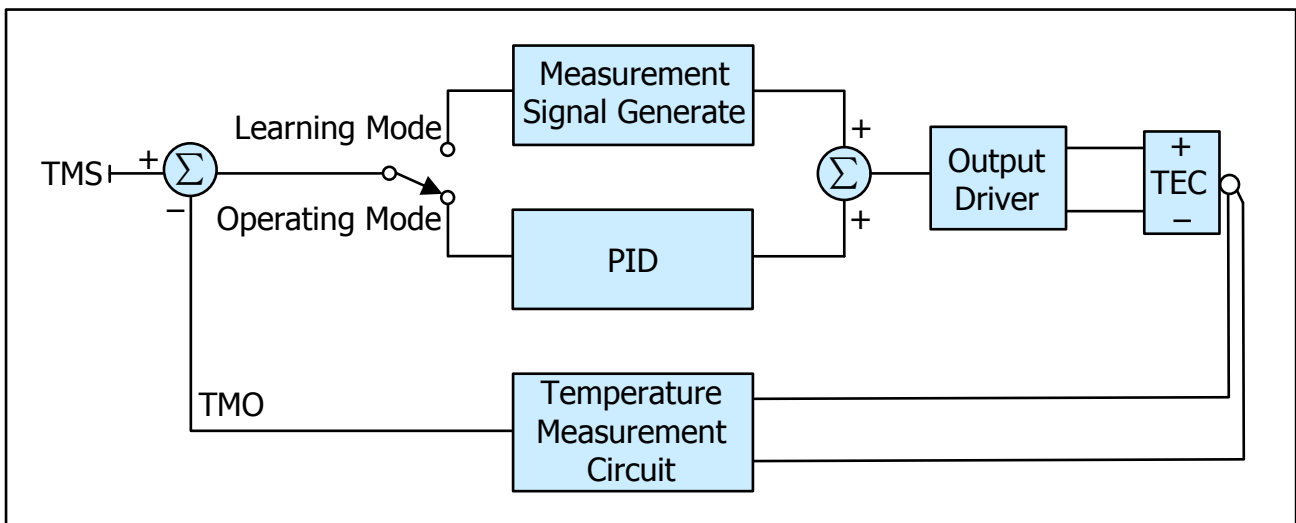 Measurement
Signal Generate
Learning Mode
+
+
TMS
Σ
−
Operating Mode
PID
Σ
+
Output
Driver
+
TEC
−
TMO
Temperature
Measurement
Circuit